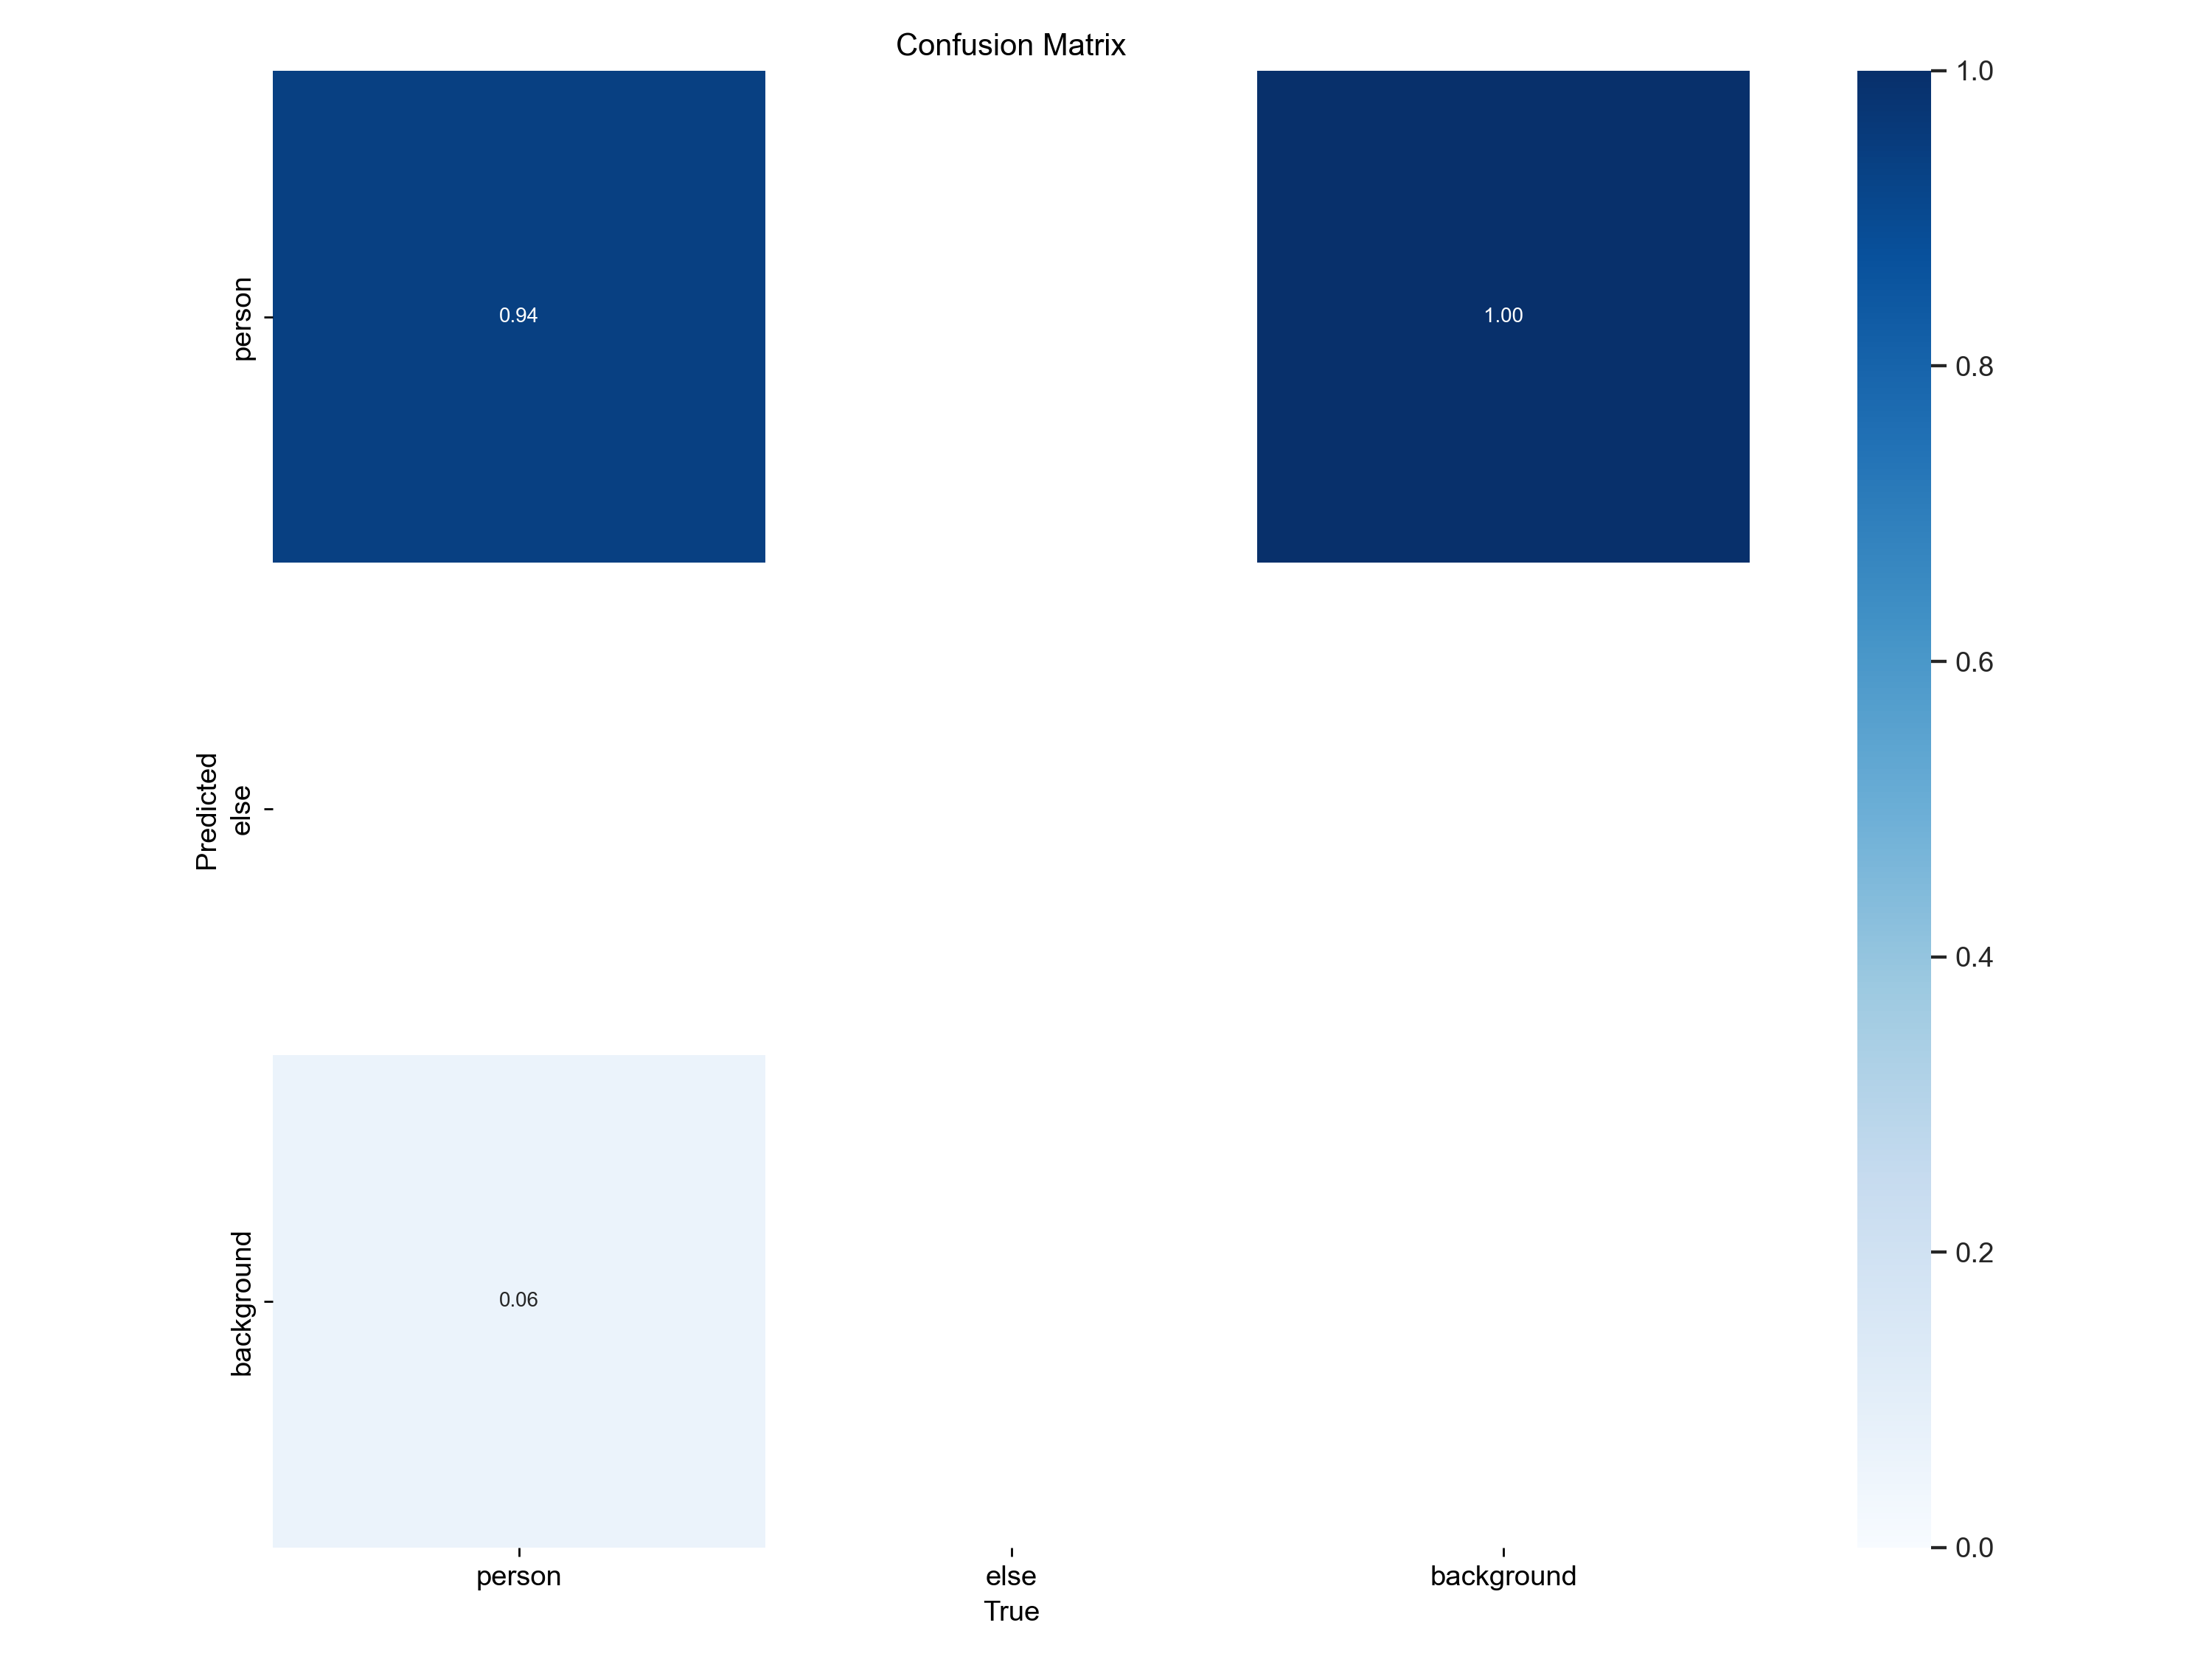 Confusion Matrix
person
else
background
Predicted
0.94
1.00
0.06
person
else
background
True
1.0
0.8
0.6
0.4
0.2
0.0